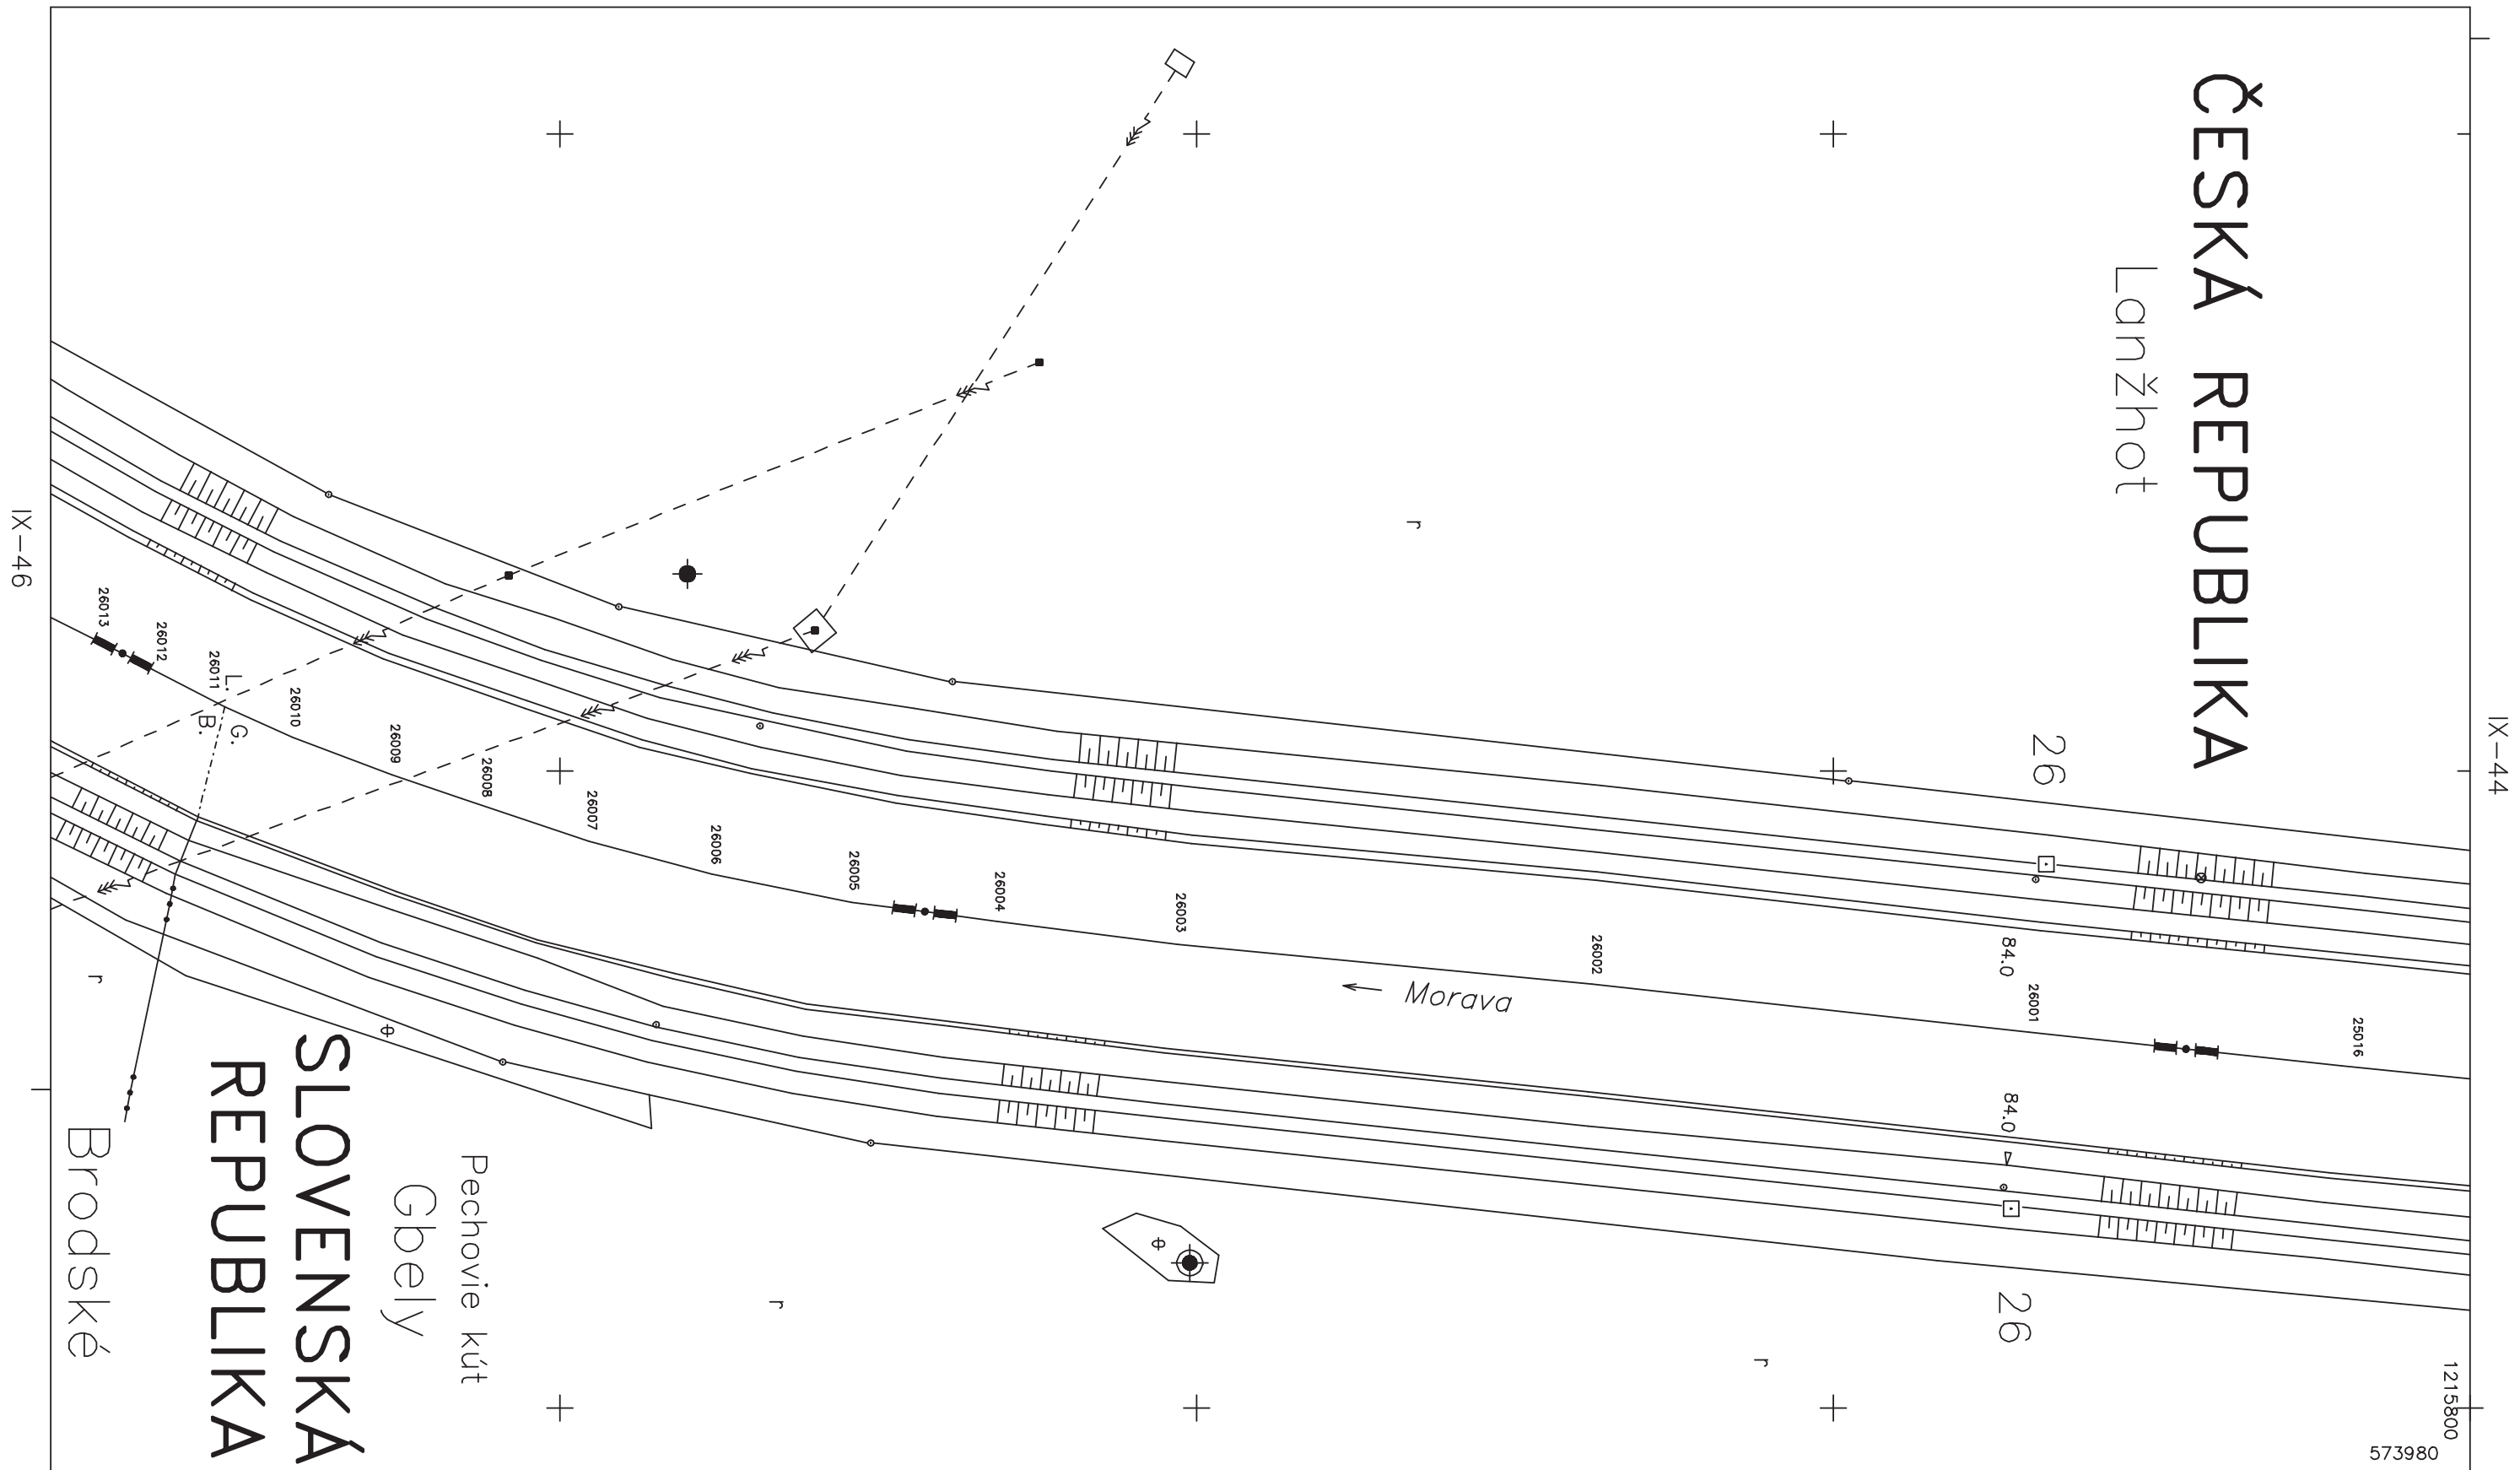 ČESKÁ REPUBLIKA
Lanžhot
IX-44
IX-46
26
r
84.0
25016
26001
26002
26003
26004
26005
26006
26007
26008
26009
26010
26011
26012
26013
L.
G.
B.
Morava
84.0
26
r
r
r
Φ
Φ
Pechovie kút
Gbely
SLOVENSKÁ
REPUBLIKA
Brodské
1215800
573980